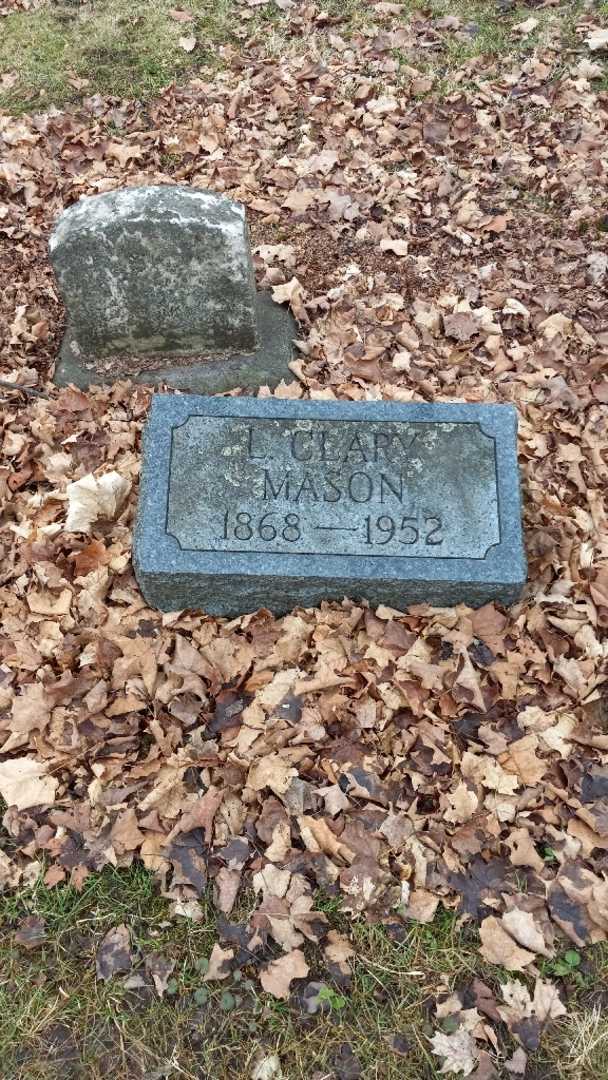 L. CLARY
MASON
1868 — 1952